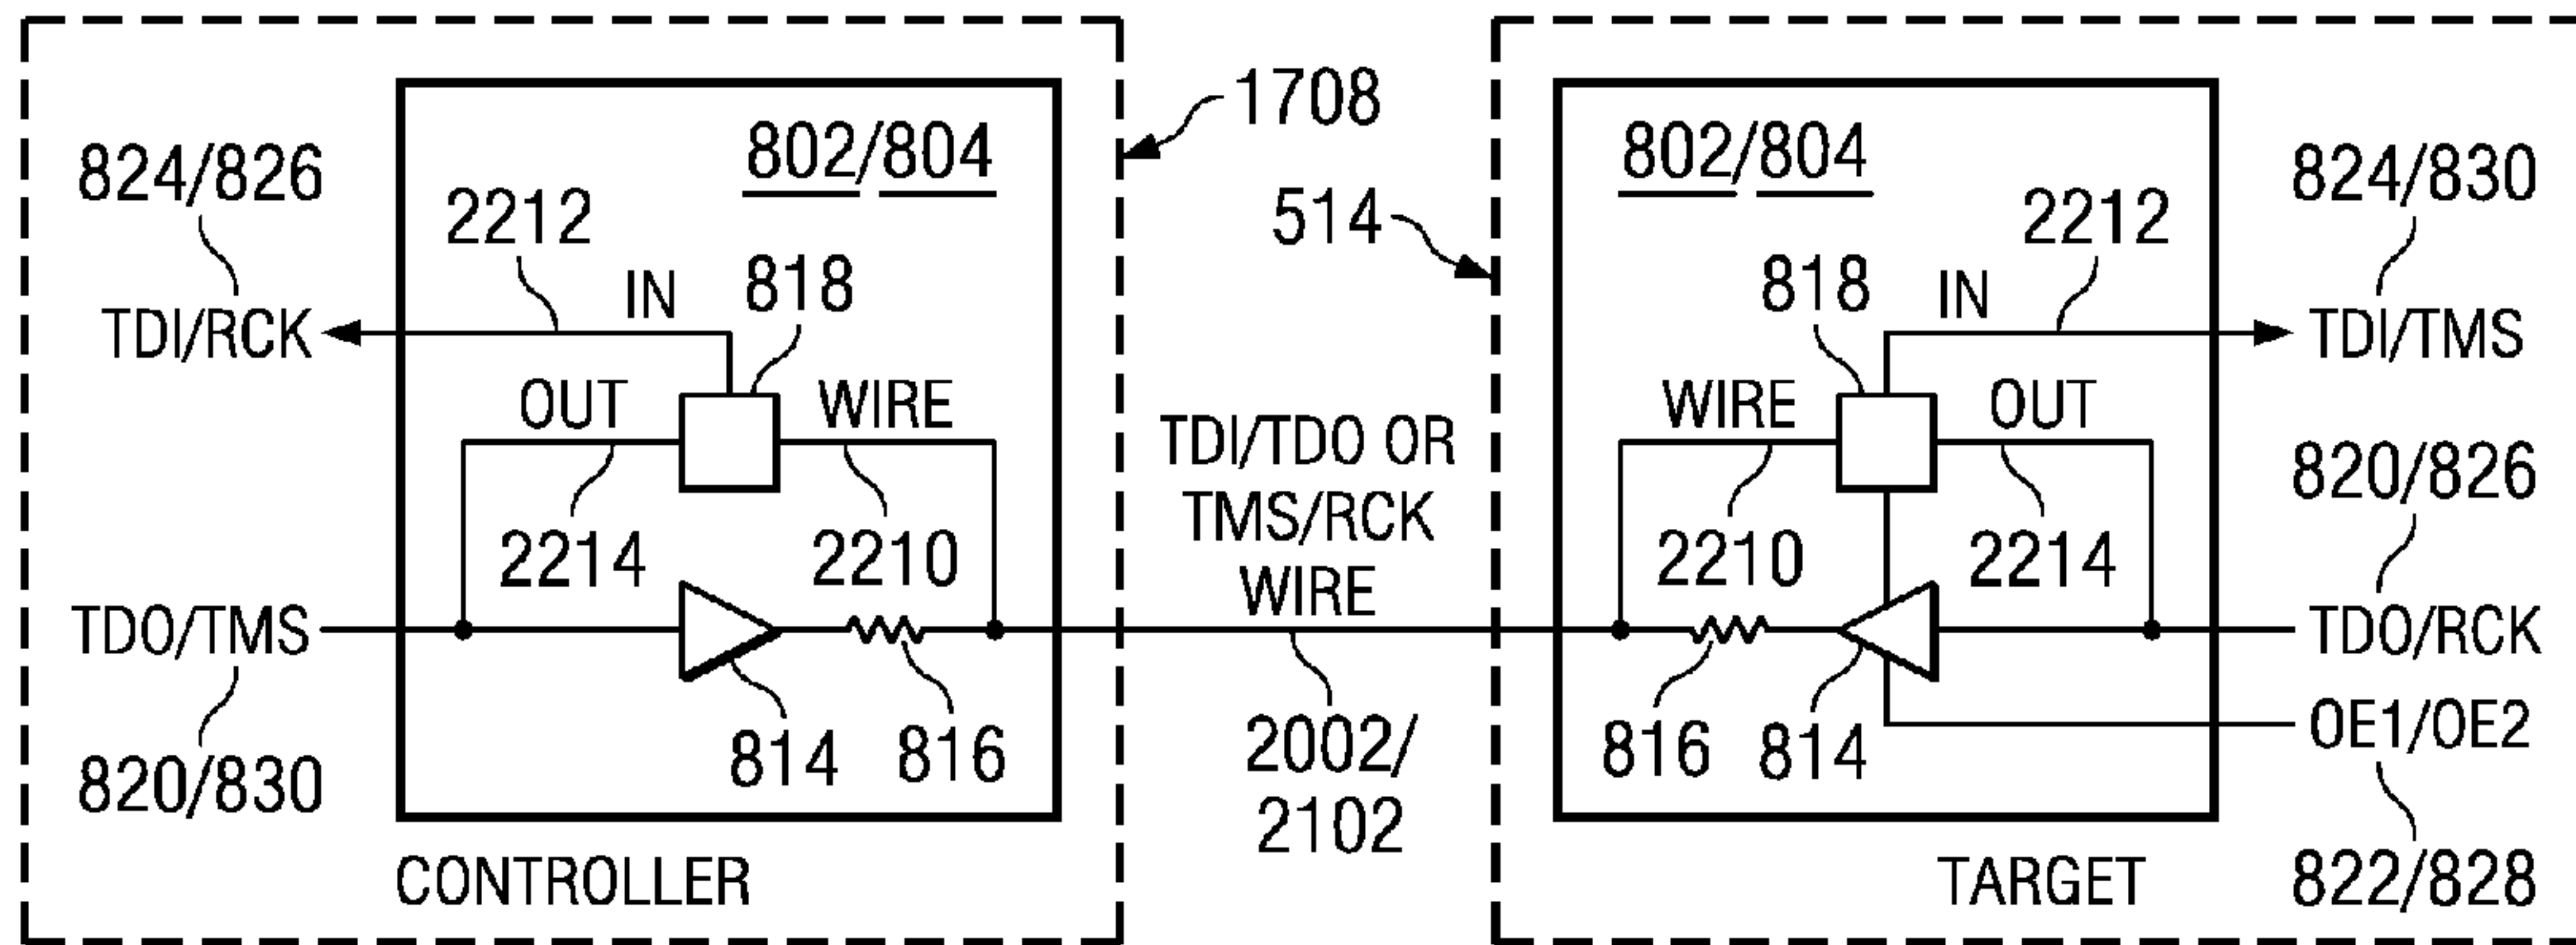 1708
514
824/826
TDI/RCK
2212
IN
802/804
818
OUT
WIRE
2214
2210
TDO/TMS
820/830
814
816
CONTROLLER
TDI/TDO OR
TMS/RCK
WIRE
2002/
2102
802/804
818
2212
IN
824/830
TDI/TMS
WIRE
OUT
2210
2214
820/826
TDO/RCK
816
814
OE1/OE2
822/828
TARGET